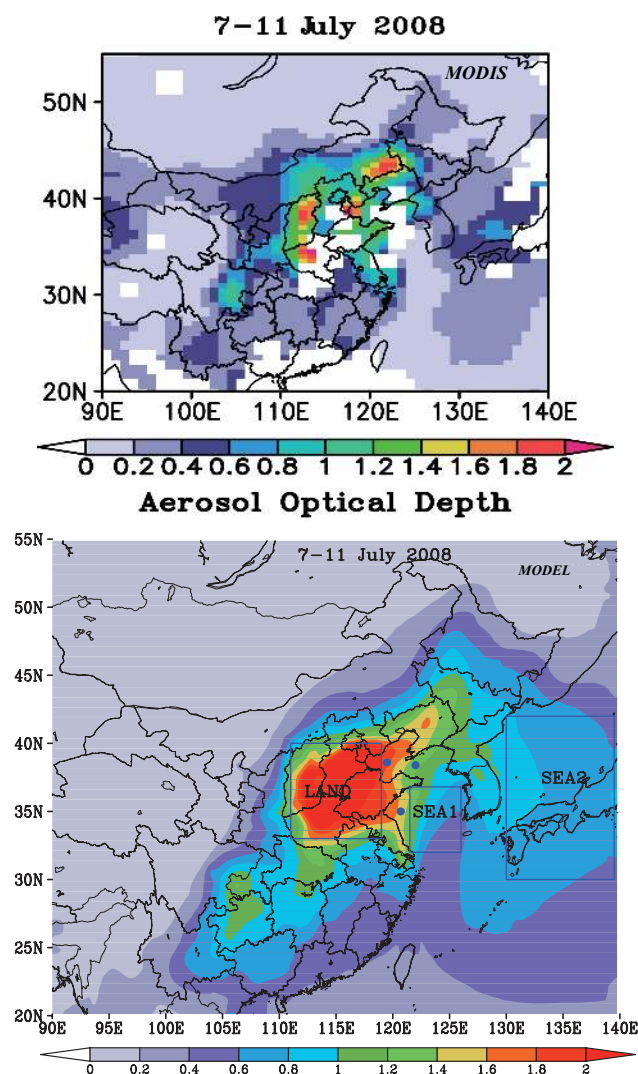 7-11 July 2008
MODIS
50N
40N
30N
20N
90E 100E 110E 120E 130E 140E
0 0.2 0.4 0.6 0.8 1 1.2 1.4 1.6 1.8 2
Aerosol Optical Depth
55N
7-11 July 2008
MODEL
50N
45N
40N
SEA2
LAND
35N
SEA1
30N
25N
20N
90E 95E 100E 105E 110E 115E 120E 125E 130E 135E 140E
0 0.2 0.4 0.6 0.8 1 1.2 1.4 1.6 1.8 2